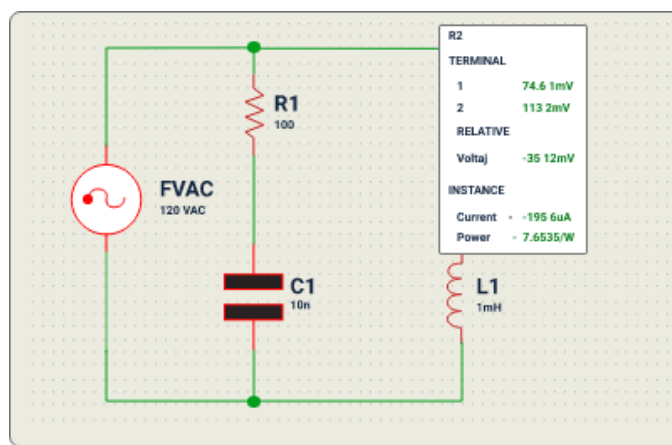 R2
TERMINAL
1 74.6 1mV
2 113 2mV
RELATIVE
Voltaj -35 12mV
INSTANCE
Current - -195 6uA
Power - 7.6535/W
R1
100
FVAC
120 VAC
C1
10n
L1
1mH